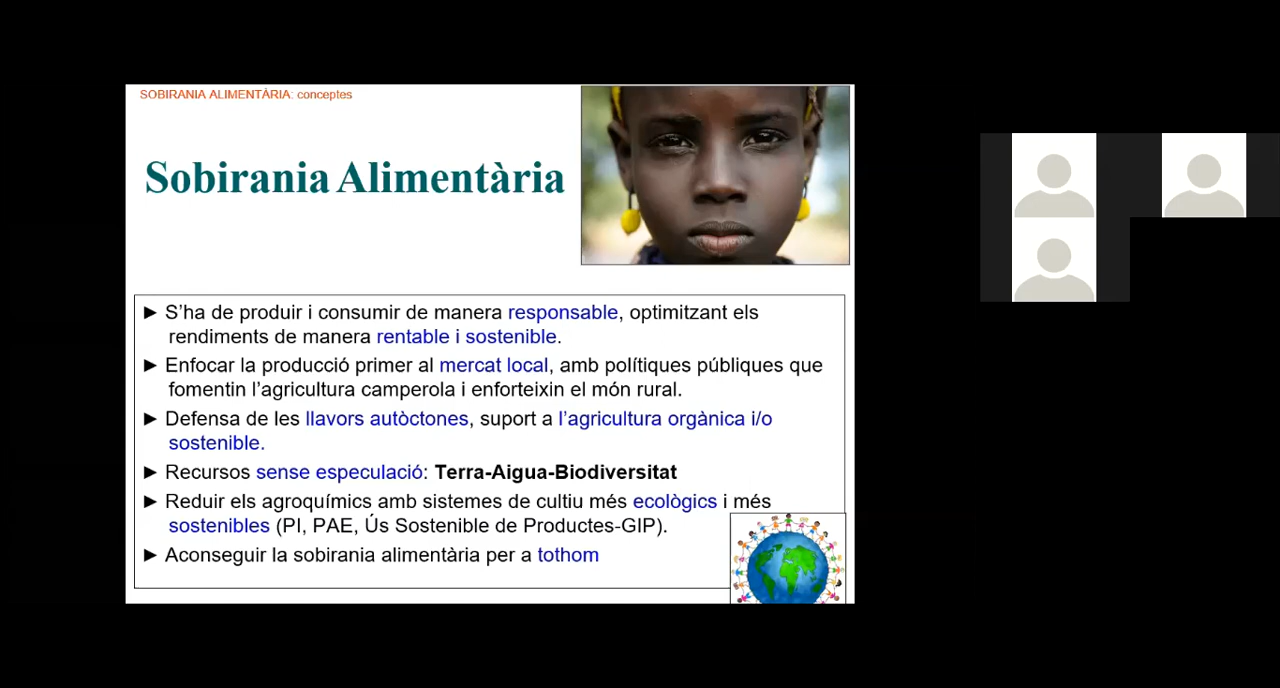 SOBIRANIA ALIMENTÀRIA: conceptes
Sobirania Alimentària
► S'ha de produir i consumir de manera responsable, optimitzant els
rendiments de manera rentable i sostenible.
► Enfocar la producció primer al mercat local, amb polítiques públiques que
fomentin l'agricultura camperola i enforteixin el món rural.
► Defensa de les llavors autòctones, suport a l'agricultura orgànica i/o
sostenible.
► Recursos sense especulació: Terra-Aigua-Biodiversitat
► Reduir els agroquímics amb sistemes de cultiu més ecològics i més
sostenibles (PI, PAE, Ús Sostenible de Productes-GIP).
► Aconseguir la sobirania alimentària per a tothom